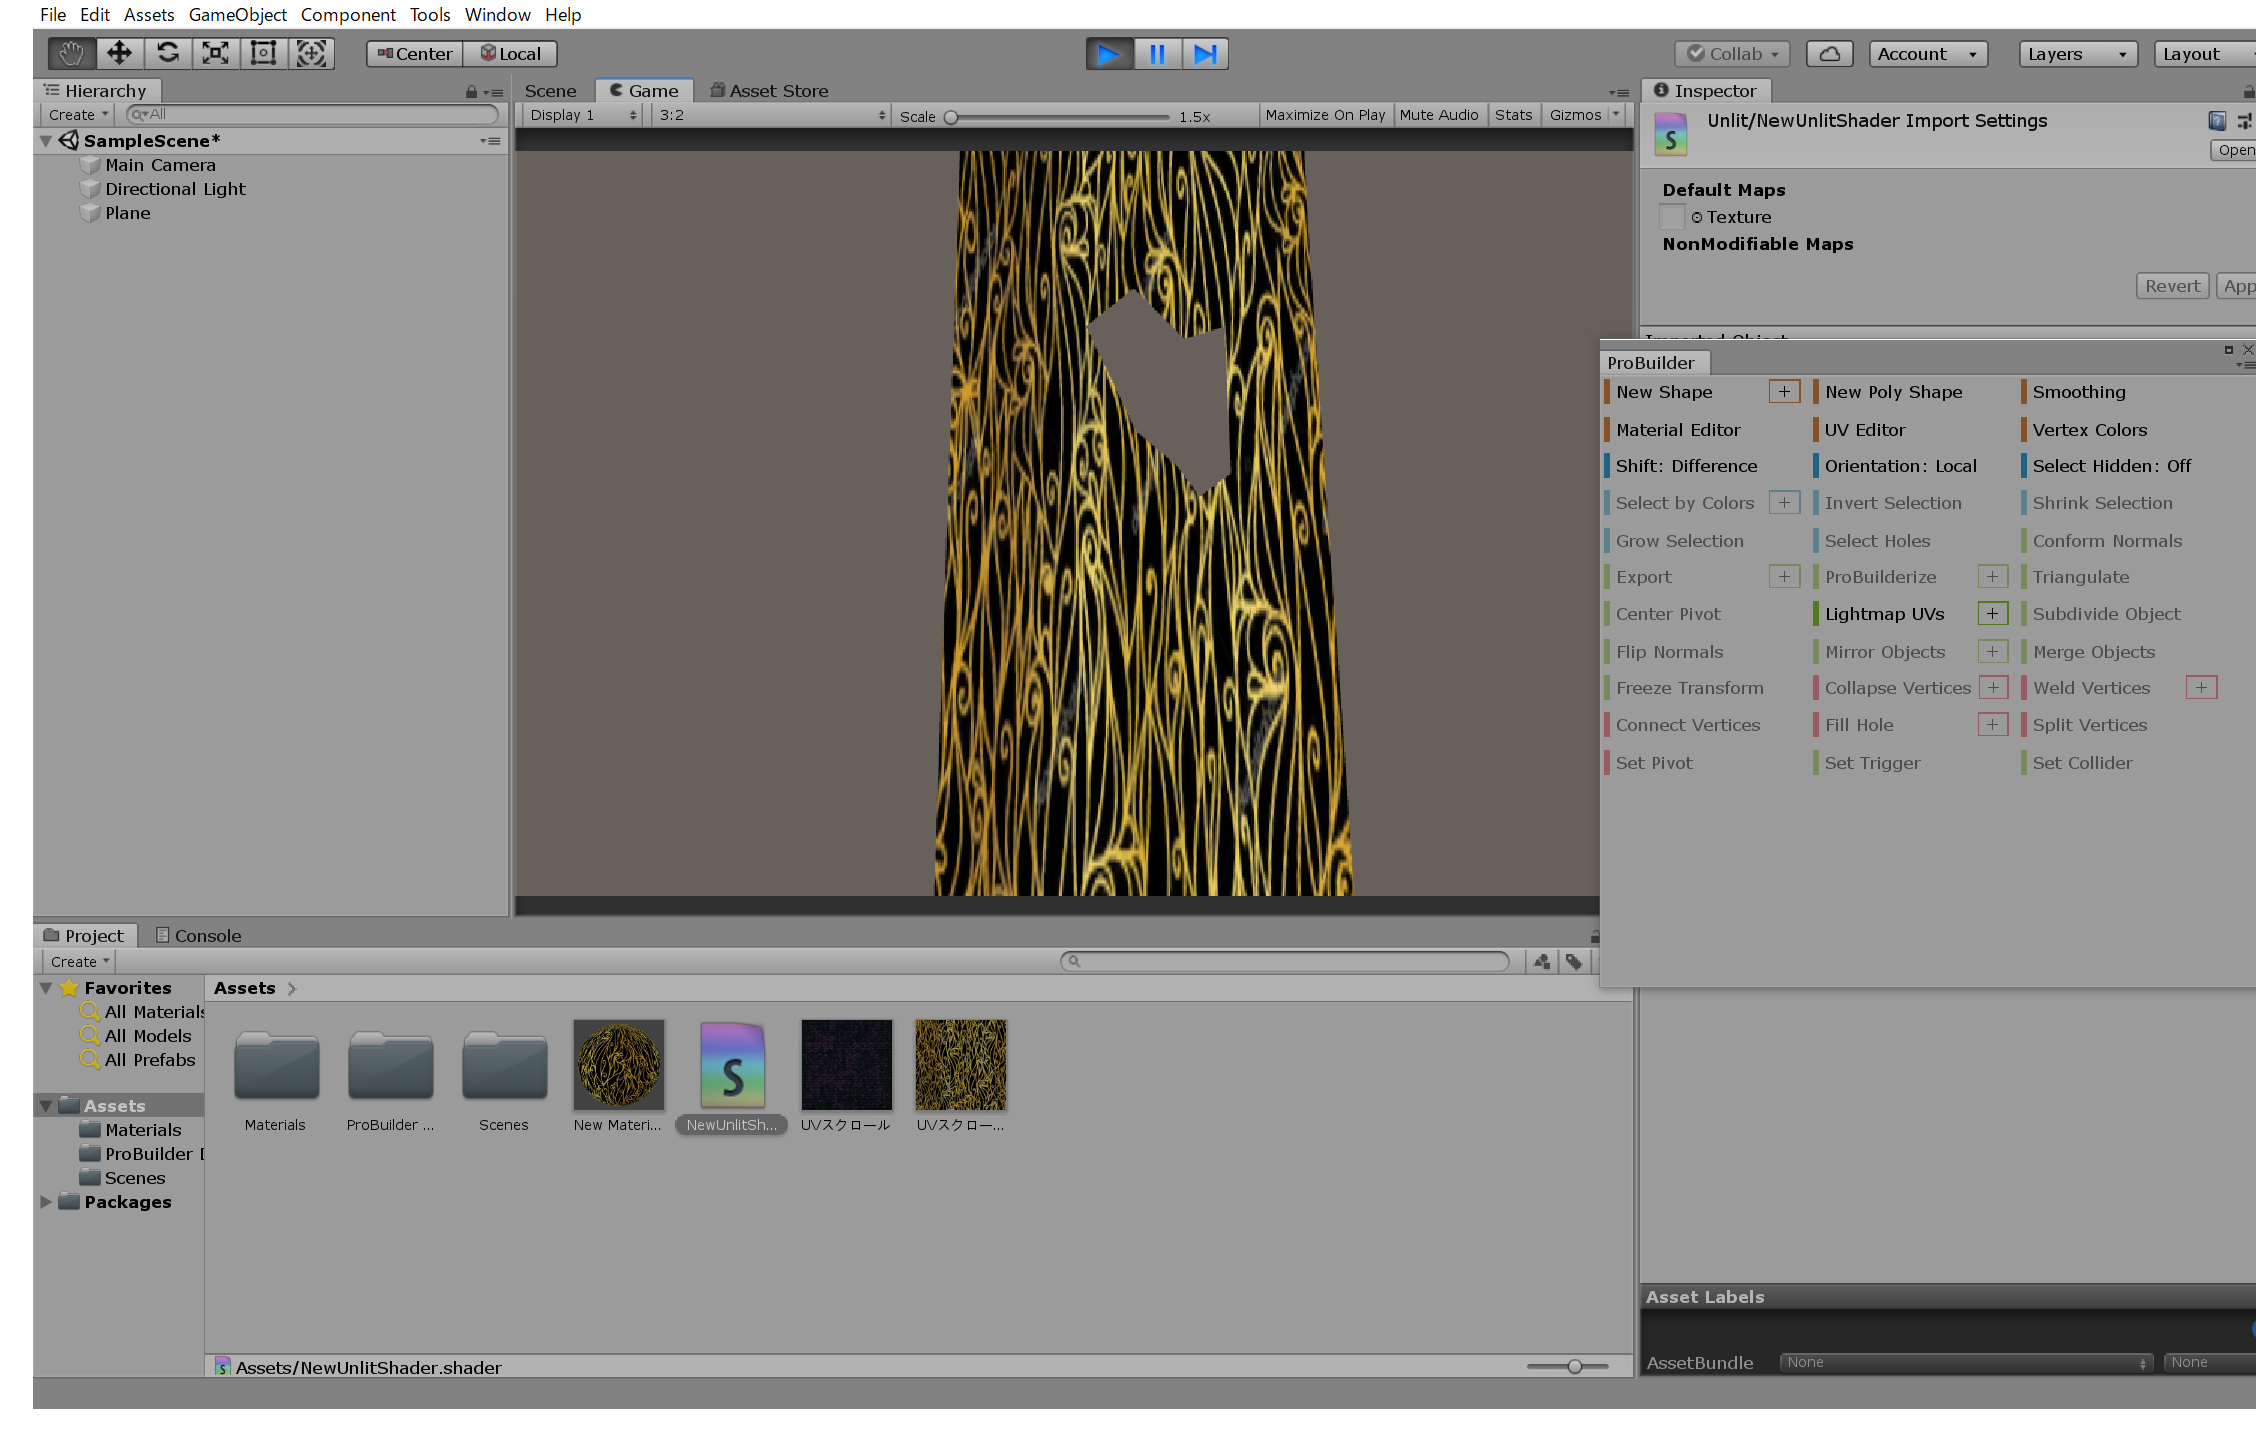 File Edit Assets GameObject Component Tools Window Help
Center Local
Collab Account Layers Layout
Hierarchy
Create All
SampleScene*
Main Camera
Directional Light
Plane
Scene Game Asset Store
Display 1 3:2 Scale 1.5x Maximize On Play Mute Audio Stats Gizmos
Inspector
Unlit/NewUnlitShader Import Settings
Open
Default Maps
Texture
NonModifiable Maps
Revert App
Imported Object
ProBuilder
New Shape + New Poly Shape Smoothing
Material Editor UV Editor Vertex Colors
Shift: Difference Orientation: Local Select Hidden: Off
Select by Colors + Invert Selection Shrink Selection
Grow Selection Select Holes Conform Normals
Export + ProBuilderize + Triangulate
Center Pivot Lightmap UVs + Subdivide Object
Flip Normals Mirror Objects + Merge Objects
Freeze Transform Collapse Vertices + Weld Vertices +
Connect Vertices Fill Hole + Split Vertices
Set Pivot Set Trigger Set Collider
Project Console
Create
Favorites
All Materials
All Models
All Prefabs
Assets
Materials
ProBuilder D
Scenes
Packages
Assets
Materials ProBuilder ... Scenes New Materi... NewUnlitSh... UVスクロール UVスクロー...
Assets/NewUnlitShader.shader
Asset Labels
AssetBundle None None